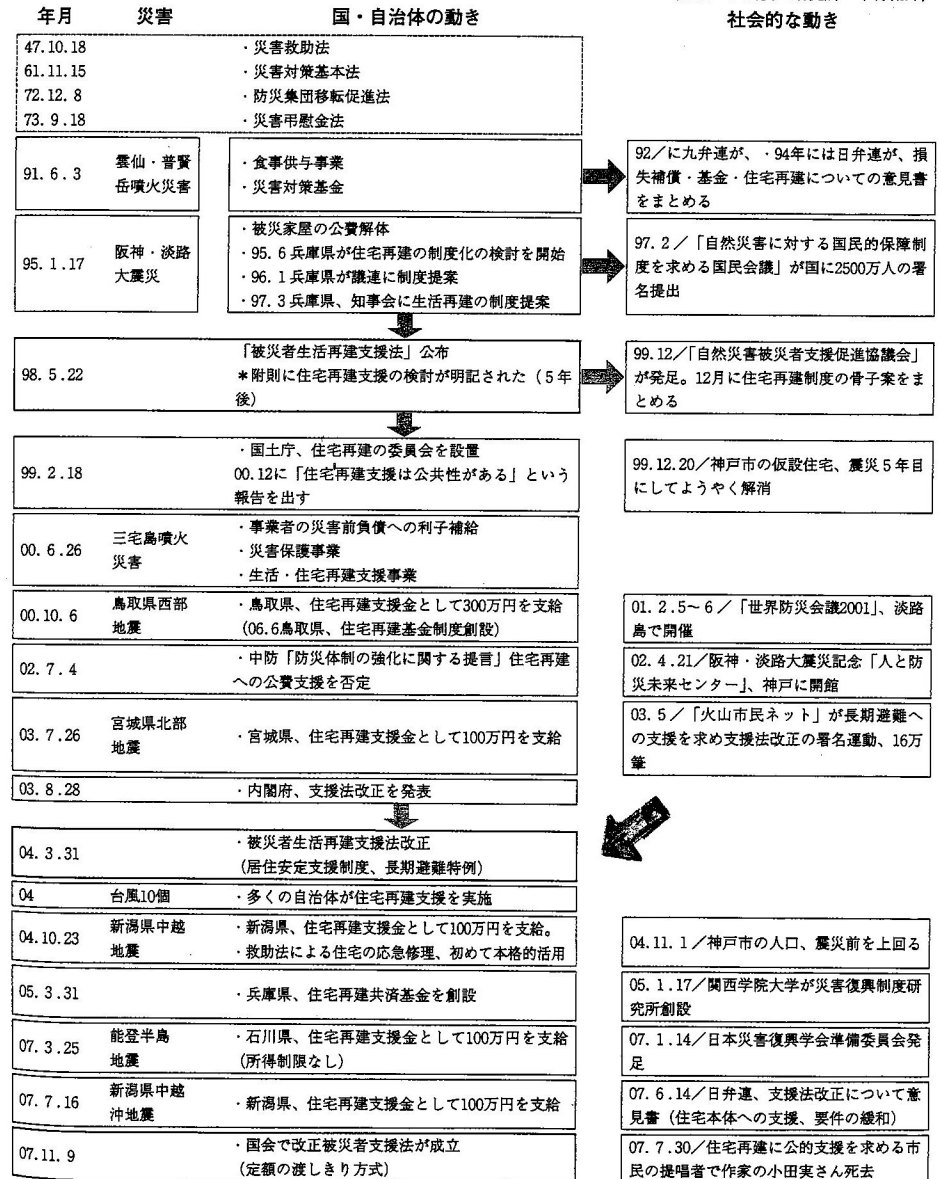 年月 災害 国・自治体の動き 社会的な動き
47.10.18 ・災害救助法
61.11.15 ・災害対策基本法
72.12. 8 ・防災集団移転促進法
73. 9.18 ・災害弔慰金法
91. 6. 3
雲仙・普賢
岳噴火災害
・食事供与事業
・災害対策基金
92/に九弁連が、・94年には日弁連が、損
失補償・基金・住宅再建についての意見書
をまとめる
95. 1.17
阪神・淡路
大震災
・被災家屋の公費解体
・95. 6 兵庫県が住宅再建の制度化の検討を開始
・96. 1 兵庫県が議連に制度提案
・97. 3 兵庫県、知事会に生活再建の制度提案
97. 2/「自然災害に対する国民的保障制
度を求める国民会議」が国に2500万人の署
名提出
98. 5.22
「被災者生活再建支援法」公布
*附則に住宅再建支援の検討が明記された(5年
後)
99.12/「自然災害被災者支援促進協議会」
が発足。12月に住宅再建制度の骨子案をま
とめる
99. 2.18
・国土庁、住宅再建の委員会を設置
00.12に「住宅再建支援は公共性がある」という
報告を出す
99.12.20/神戸市の仮設住宅、震災5年目
にしてようやく解消
00. 6.26
三宅島噴火
災害
・事業者の災害前負債への利子補給
・災害保護事業
・生活・住宅再建支援事業
00.10. 6
鳥取県西部
地震
・鳥取県、住宅再建支援金として300万円を支給
(06.6鳥取県、住宅再建基金制度創設)
01. 2.5~6/「世界防災会議2001」、淡路
島で開催
02. 7. 4
・中防「防災体制の強化に関する提言」住宅再建
への公費支援を否定
02. 4.21/阪神・淡路大震災記念「人と防
災未来センター」、神戸に開館
03. 7.26
宮城県北部
地震
・宮城県、住宅再建支援金として100万円を支給
03. 5/「火山市民ネット」が長期避難へ
の支援を求め支援法改正の署名運動、16万
筆
03. 8.28 ・内閣府、支援法改正を発表
04. 3.31
・被災者生活再建支援法改正
(居住安定支援制度、長期避難特例)
04 台風10個 ・多くの自治体が住宅再建支援を実施
04.10.23
新潟県中越
地震
・新潟県、住宅再建支援金として100万円を支給。
・救助法による住宅の応急修理、初めて本格的活用
04.11. 1/神戸市の人口、震災前を上回る
05. 3.31 ・兵庫県、住宅再建共済基金を創設
05. 1.17/関西学院大学が災害復興制度研
究所創設
07. 3.25
能登半島
地震
・石川県、住宅再建支援金として100万円を支給
(所得制限なし)
07. 1.14/日本災害復興学会準備委員会発
足
07. 7.16
新潟県中越
沖地震
・新潟県、住宅再建支援金として100万円を支給
07. 6.14/日弁連、支援法改正について意
見書(住宅本体への支援、要件の緩和)
07.11. 9
・国会で改正被災者支援法が成立
(定額の渡しきり方式)
07. 7.30/住宅再建に公的支援を求める市
民の提唱者で作家の小田実さん死去